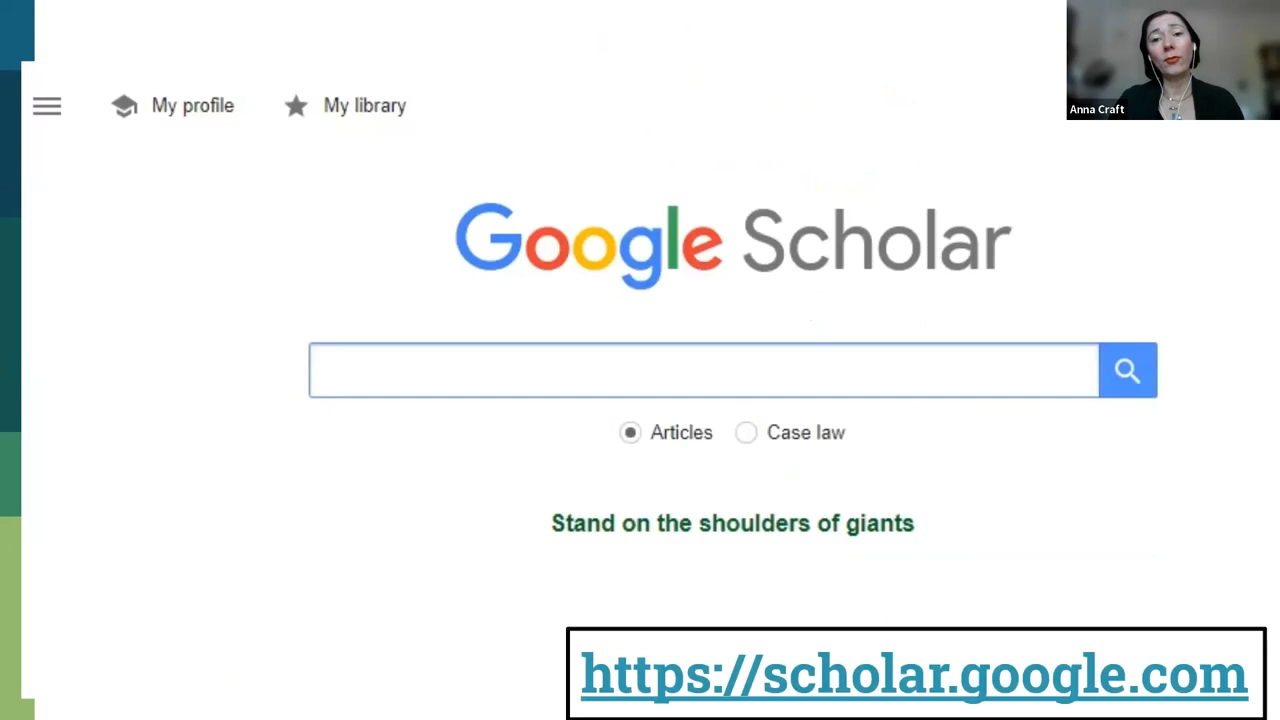 My profile My library
Anna Craft
Google Scholar
Articles Case law
Stand on the shoulders of giants
https://scholar.google.com